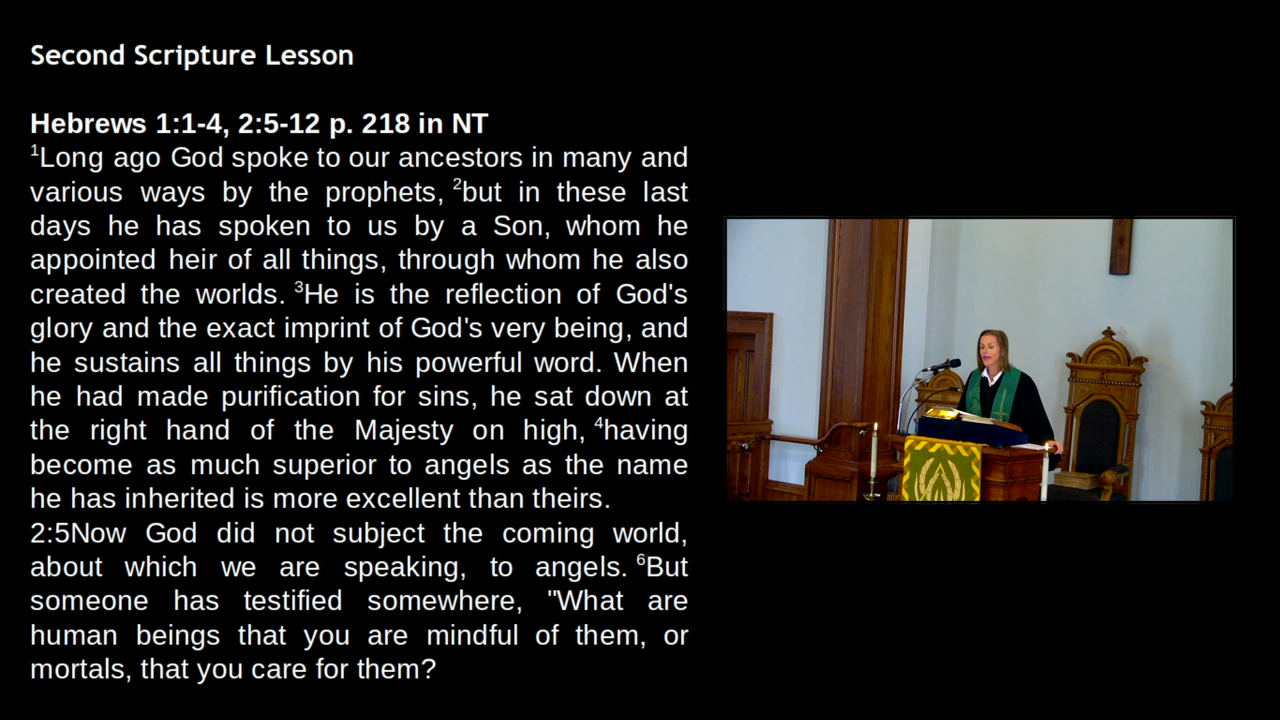 Second Scripture Lesson
Hebrews 1:1-4, 2:5-12 p. 218 in NT
¹Long ago God spoke to our ancestors in many and
various ways by the prophets, ²but in these last
days he has spoken to us by a Son, whom he
appointed heir of all things, through whom he also
created the worlds. ³He is the reflection of God's
glory and the exact imprint of God's very being, and
he sustains all things by his powerful word. When
he had made purification for sins, he sat down at
the right hand of the Majesty on high, ⁴having
become as much superior to angels as the name
he has inherited is more excellent than theirs.
2:5Now God did not subject the coming world,
about which we are speaking, to angels. ⁶But
someone has testified somewhere, "What are
human beings that you are mindful of them, or
mortals, that you care for them?